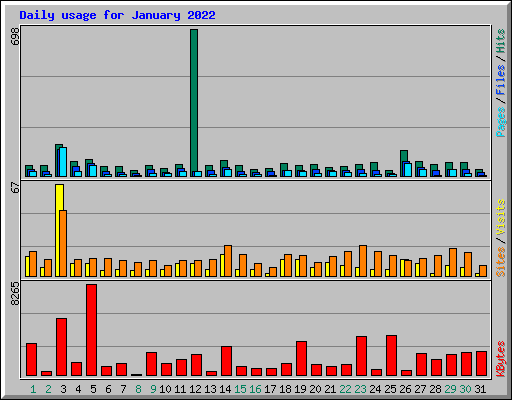 Daily usage for January 2022
698
Pages / Files / Hits
67
Sites / Visits
8265
KBytes
1 2 3 4 5 6 7 8 9 10 11 12 13 14 15 16 17 18 19 20 21 22 23 24 25 26 27 28 29 30 31